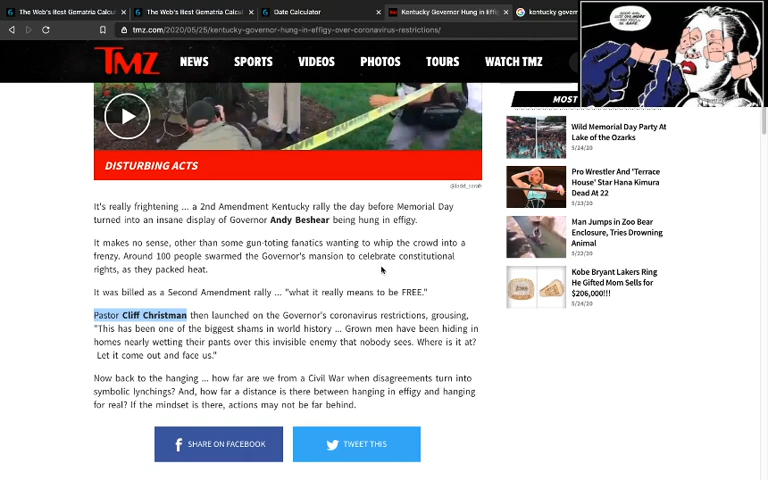 The Web's Best Gematria Calc
The Web's Best Gematria Calc
Date Calculator
Kentucky Governor Hung in Effig
kentucky gover
tmz.com/2020/05/25/kentucky-governor-hung-in-effigy-over-coronavirus-restrictions/
TMZ
NEWS
SPORTS
VIDEOS
PHOTOS
TOURS
WATCH TMZ
DISTURBING ACTS
It's really frightening ... a 2nd Amendment Kentucky rally the day before Memorial Day
turned into an insane display of Governor Andy Beshear being hung in effigy.
It makes no sense, other than some gun-toting fanatics wanting to whip the crowd into a
frenzy. Around 100 people swarmed the Governor's mansion to celebrate constitutional
rights, as they packed heat.
It was billed as a Second Amendment rally ... "what it really means to be FREE."
Pastor Cliff Christman then launched on the Governor's coronavirus restrictions, grousing,
"This has been one of the biggest shams in world history ... Grown men have been hiding in
homes nearly wetting their pants over this invisible enemy that nobody sees. Where is it at?
Let it come out and face us."
Now back to the hanging ... how far are we from a Civil War when disagreements turn into
symbolic lynchings? And, how far a distance is there between hanging in effigy and hanging
for real? If the mindset is there, actions may not be far behind.
SHARE ON FACEBOOK
TWEET THIS
MOST
Wild Memorial Day Party At
Lake of the Ozarks
5/24/20
Pro Wrestler And 'Terrace
House' Star Hana Kimura
Dead At 22
5/23/20
Man Jumps in Zoo Bear
Enclosure, Tries Drowning
Animal
5/22/20
Kobe Bryant Lakers Ring
He Gifted Mom Sells for
$206,000!!!
5/24/20